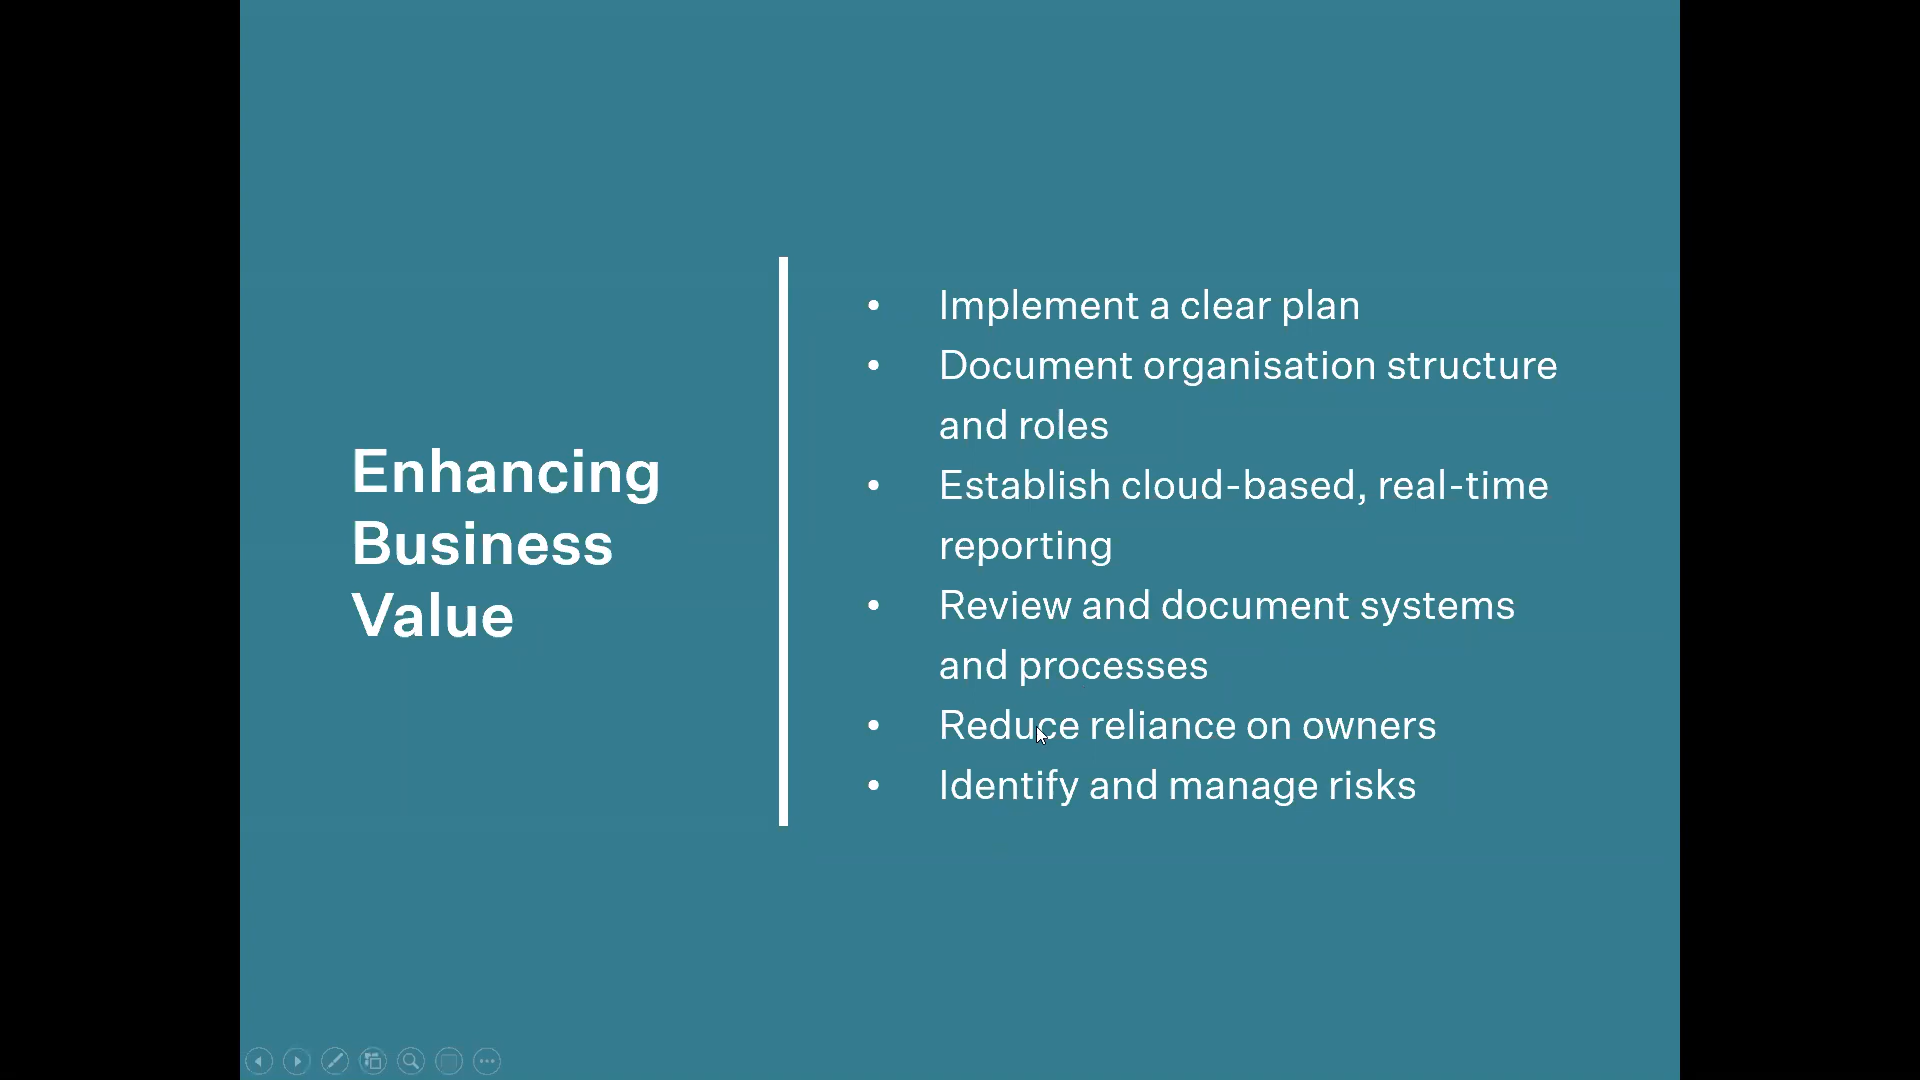 Enhancing
Business
Value
• Implement a clear plan
• Document organisation structure
and roles
• Establish cloud-based, real-time
reporting
• Review and document systems
and processes
• Reduce reliance on owners
• Identify and manage risks